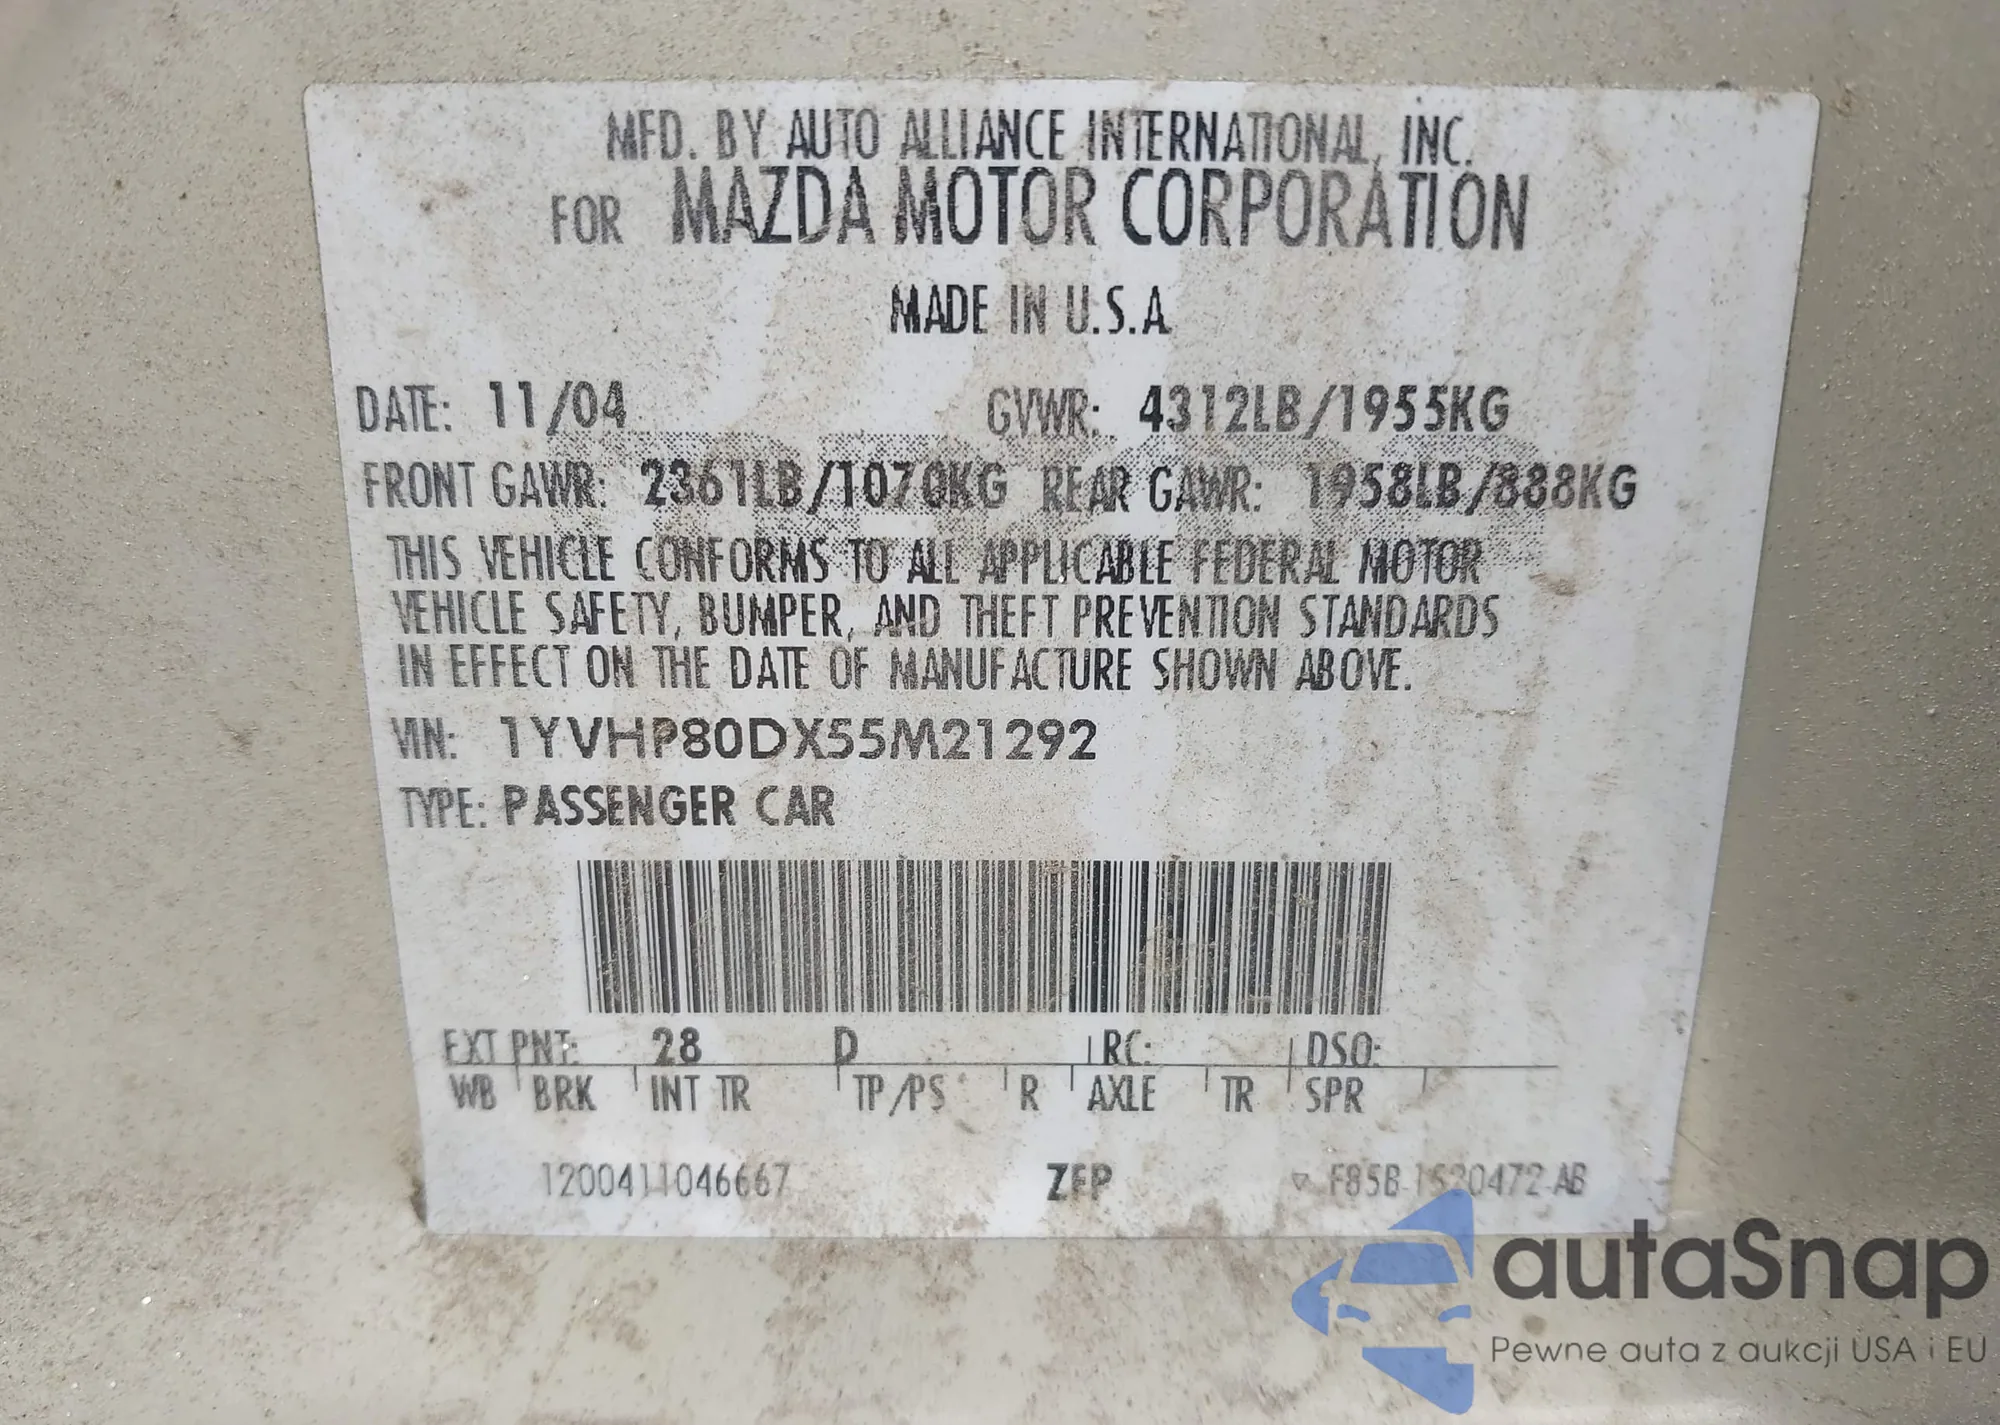 MFD. BY AUTO ALLIANCE INTERNATIONAL, INC.
FOR MAZDA MOTOR CORPORATION
MADE IN U.S.A.
DATE: 11/04 GVWR: 4312LB/1955KG
FRONT GAWR: 2361LB/1070KG REAR GAWR: 1958LB/888KG
THIS VEHICLE CONFORMS TO ALL APPLICABLE FEDERAL MOTOR
VEHICLE SAFETY, BUMPER, AND THEFT PREVENTION STANDARDS
IN EFFECT ON THE DATE OF MANUFACTURE SHOWN ABOVE.
VIN: 1YVHP80DX55M21292
TYPE: PASSENGER CAR
EXT PNT: 28 D RC: DSO:
WB BRK INT TR TP/PS R AXLE TR SPR
1200411046667 ZFP F85B-1520472-AB
autaSnap
Pewne auta z aukcji USA i EU